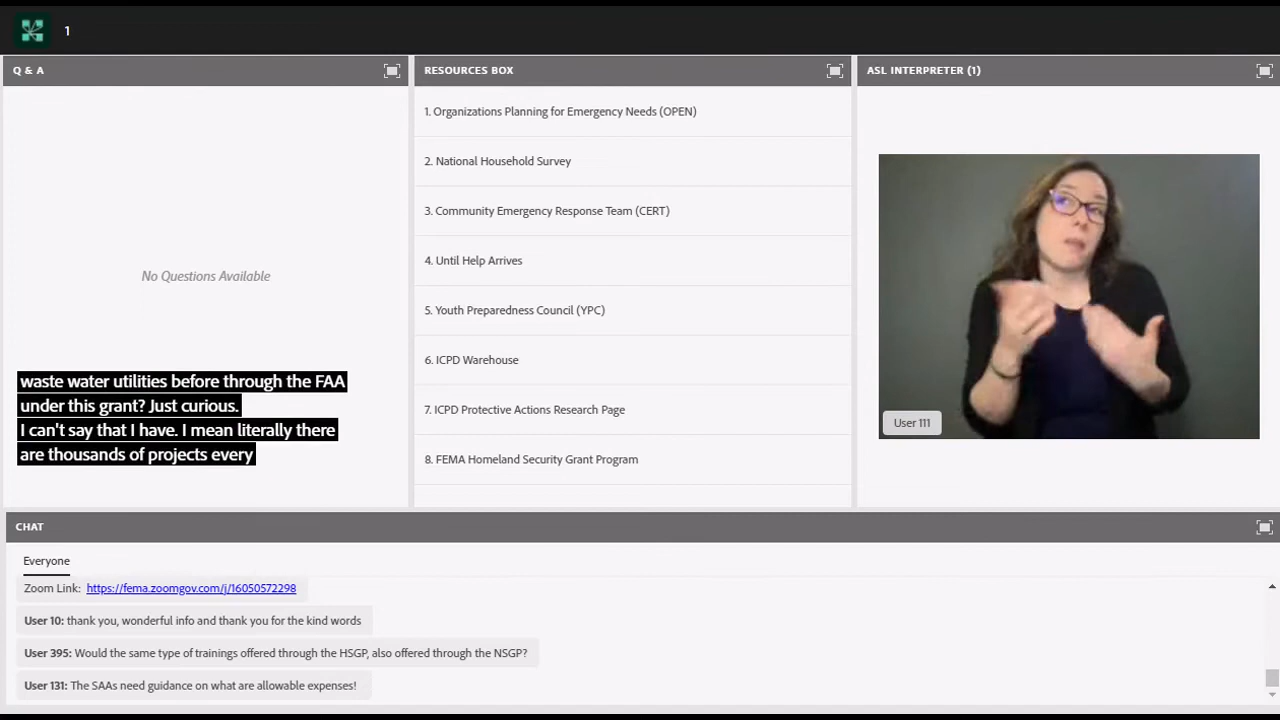 1
Q & A
No Questions Available
waste water utilities before through the FAA
under this grant? Just curious.
I can't say that I have. I mean literally there
are thousands of projects every
RESOURCES BOX
1. Organizations Planning for Emergency Needs (OPEN)
2. National Household Survey
3. Community Emergency Response Team (CERT)
4. Until Help Arrives
5. Youth Preparedness Council (YPC)
6. ICPD Warehouse
7. ICPD Protective Actions Research Page
8. FEMA Homeland Security Grant Program
ASL INTERPRETER (1)
User 111
CHAT
Everyone
Zoom Link: https://fema.zoomgov.com/j/16050572298
User 10: thank you, wonderful info and thank you for the kind words
User 395: Would the same type of trainings offered through the HSGP, also offered through the NSGP?
User 131: The SAAs need guidance on what are allowable expenses!